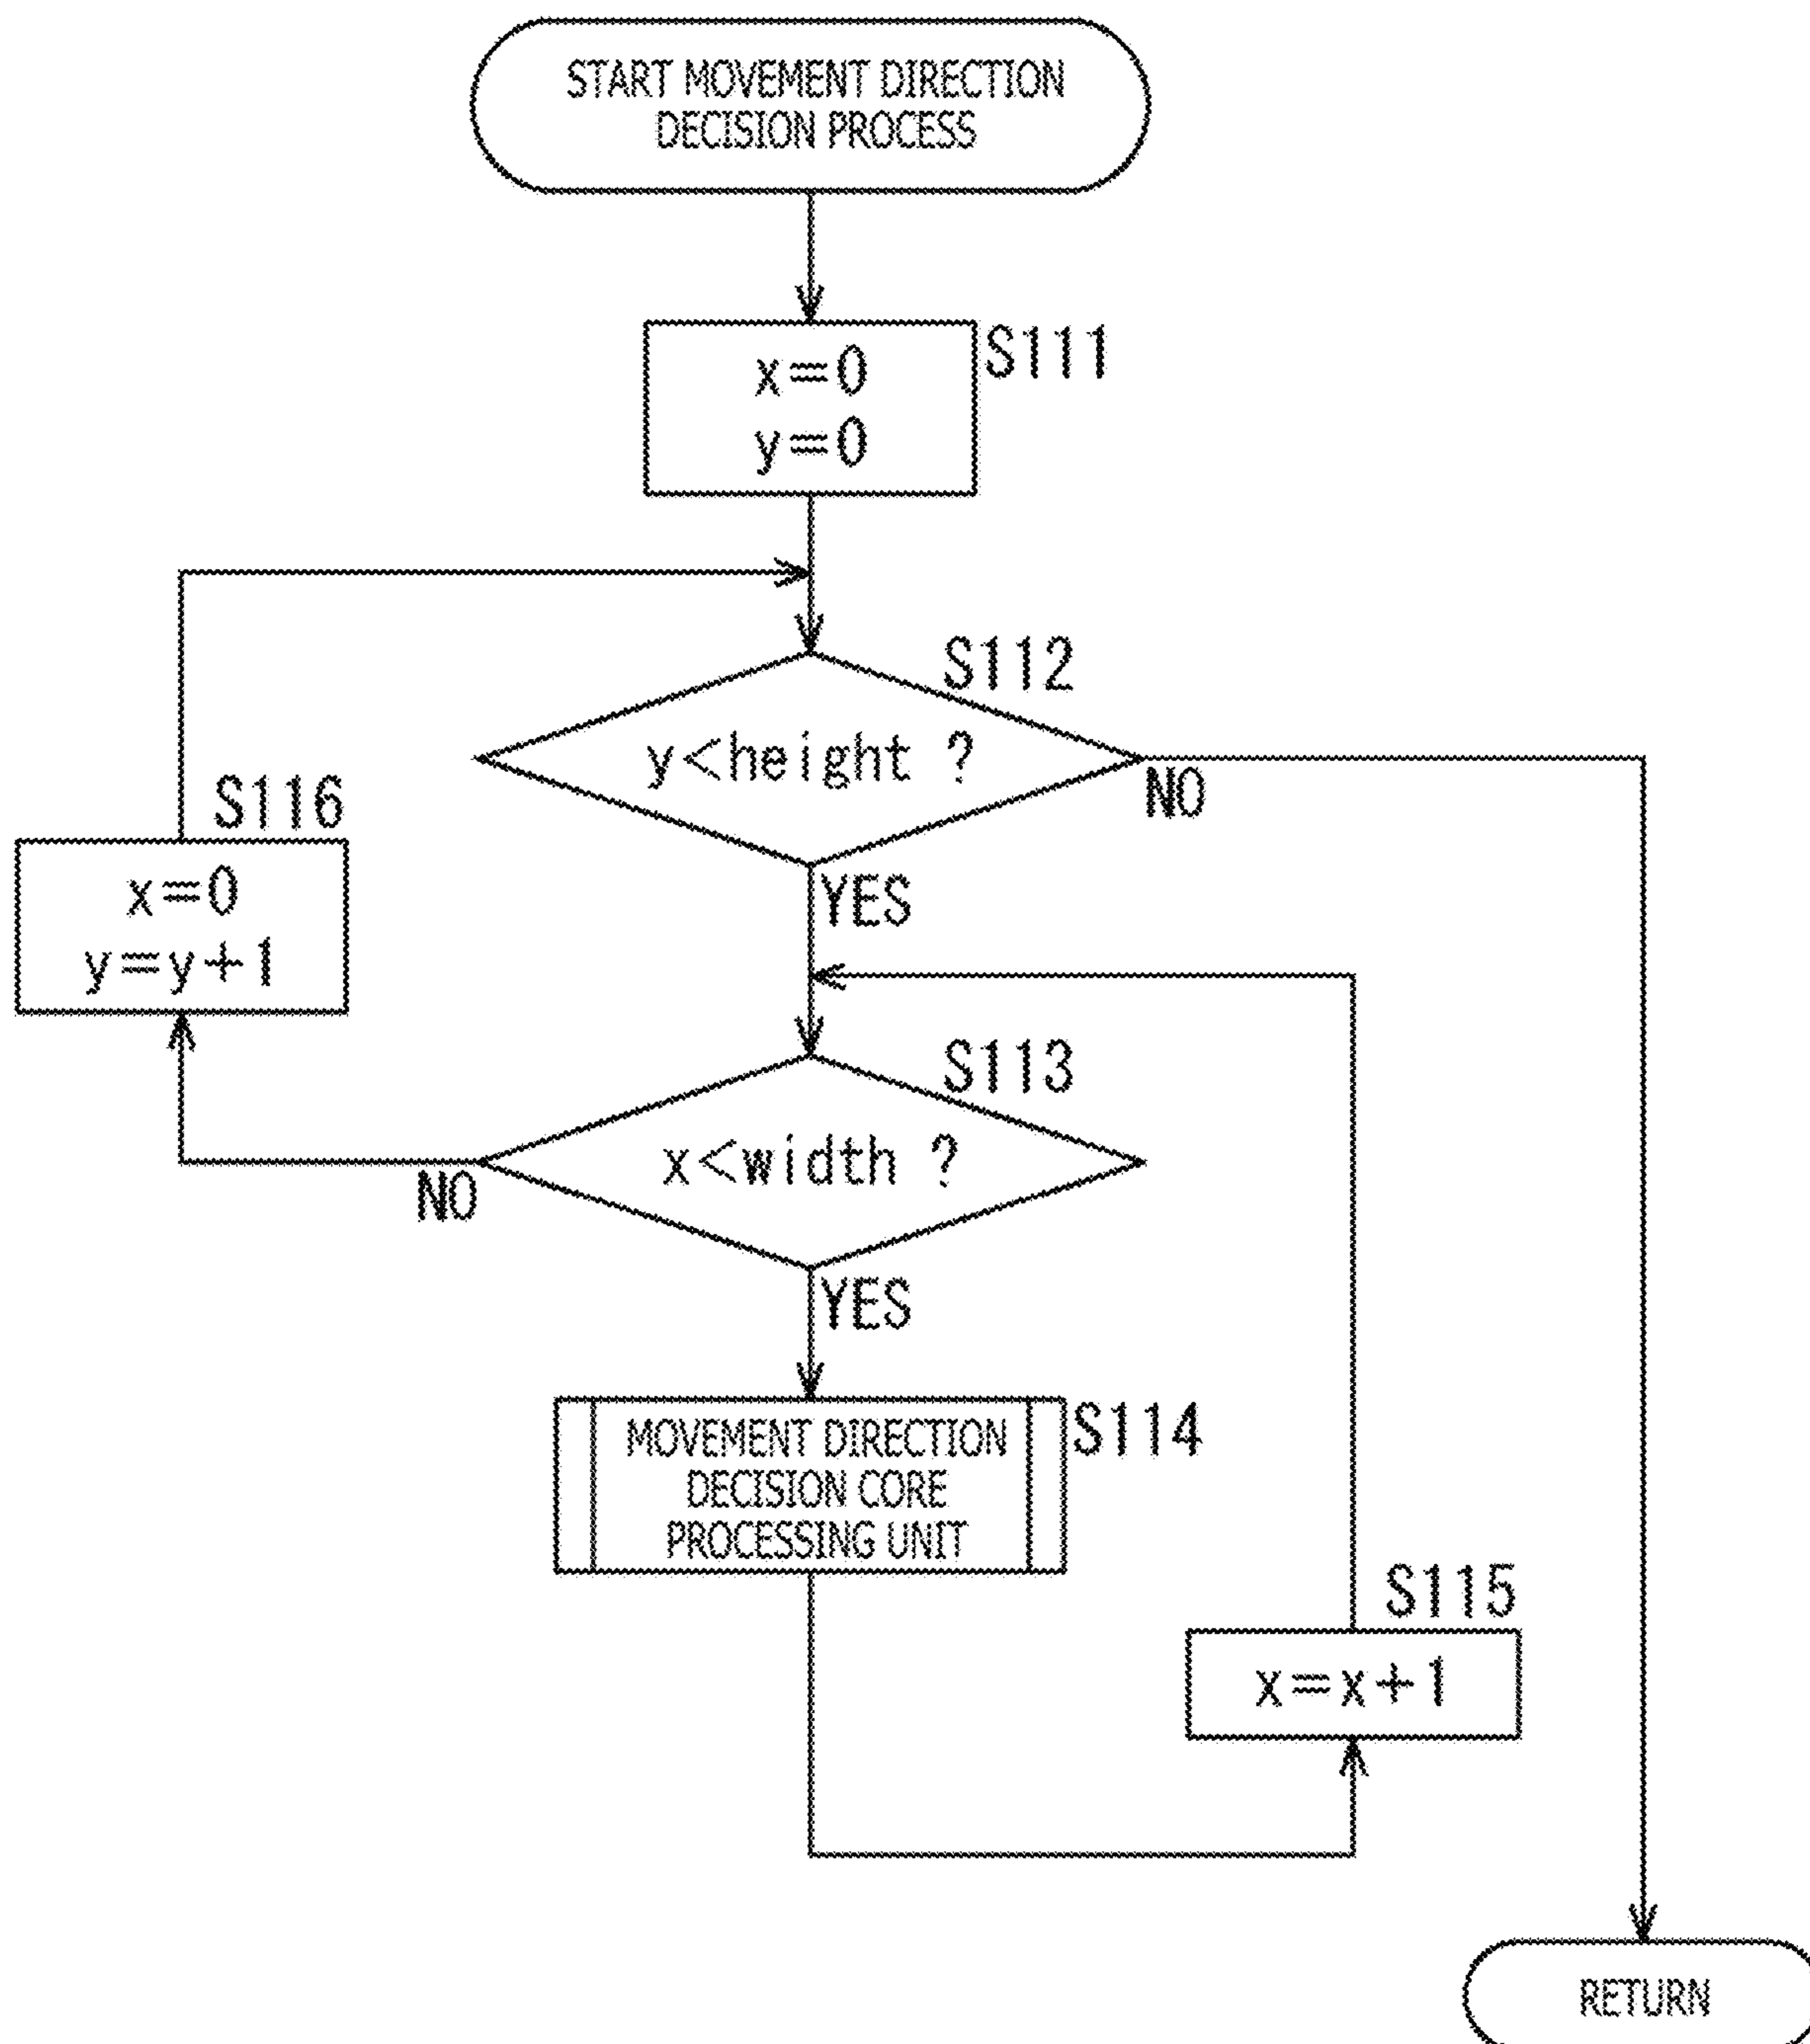 START MOVEMENT DIRECTION
DECISION PROCESS
S111
x=0
y=0
S112
y<height ?
NO
YES
S116
x=0
y=y+1
S113
x<width ?
NO
YES
S114
MOVEMENT DIRECTION
DECISION CORE
PROCESSING UNIT
S115
x=x+1
RETURN